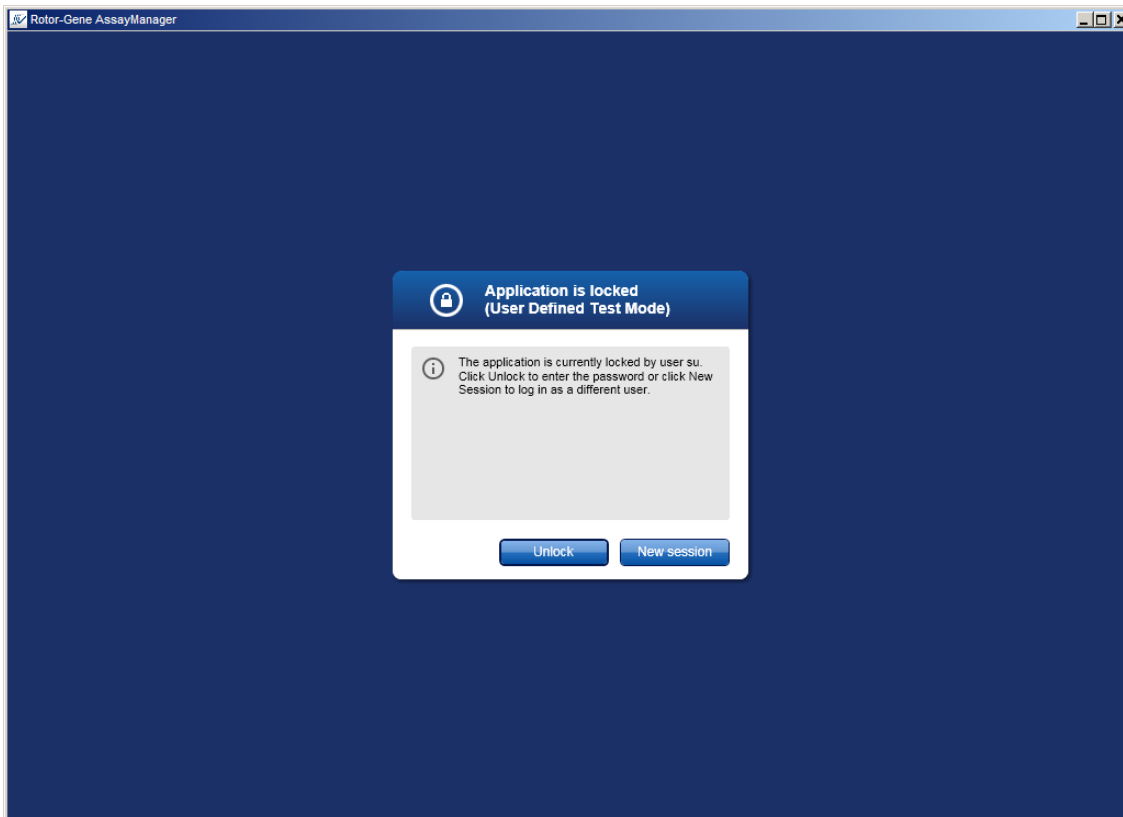 Rotor-Gene AssayManager
Application is locked
(User Defined Test Mode)
The application is currently locked by user su.
Click Unlock to enter the password or click New
Session to log in as a different user.
Unlock
New session